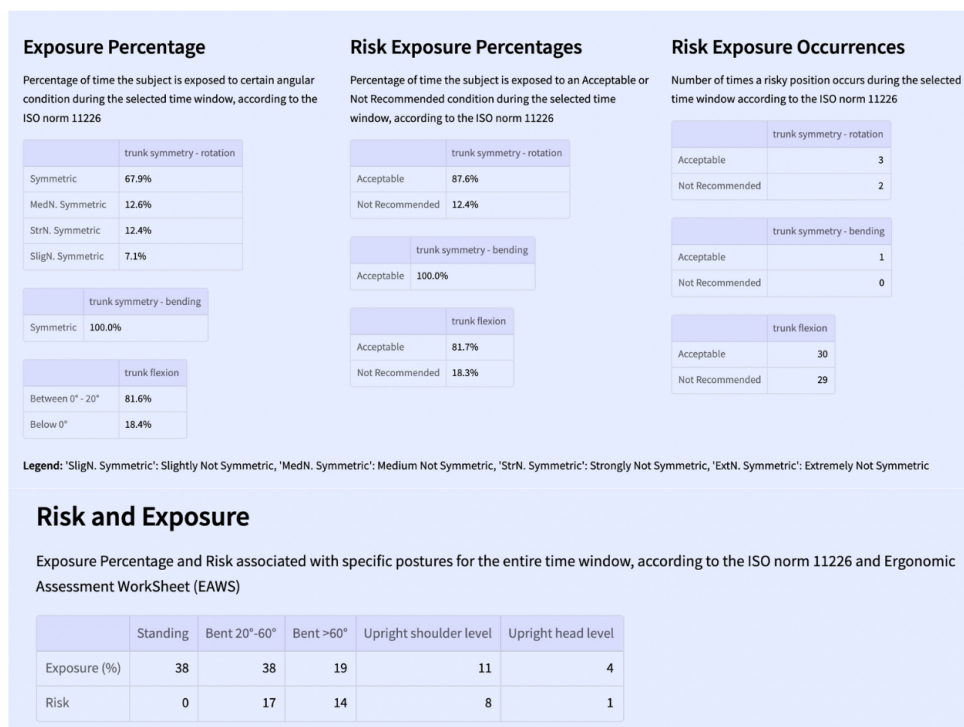 Exposure Percentage
Percentage of time the subject is exposed to certain angular
condition during the selected time window, according to the
ISO norm 11226
trunk symmetry - rotation
Symmetric 67.9%
MedN. Symmetric 12.6%
StrN. Symmetric 12.4%
SligN. Symmetric 7.1%
trunk symmetry - bending
Symmetric 100.0%
trunk flexion
Between 0° - 20° 81.6%
Below 0° 18.4%
Risk Exposure Percentages
Percentage of time the subject is exposed to an Acceptable or
Not Recommended condition during the selected time
window, according to the ISO norm 11226
trunk symmetry - rotation
Acceptable 87.6%
Not Recommended 12.4%
trunk symmetry - bending
Acceptable 100.0%
trunk flexion
Acceptable 81.7%
Not Recommended 18.3%
Risk Exposure Occurrences
Number of times a risky position occurs during the selected
time window according to the ISO norm 11226
trunk symmetry - rotation
Acceptable 3
Not Recommended 2
trunk symmetry - bending
Acceptable 1
Not Recommended 0
trunk flexion
Acceptable 30
Not Recommended 29
Legend: 'SligN. Symmetric': Slightly Not Symmetric, 'MedN. Symmetric': Medium Not Symmetric, 'StrN. Symmetric': Strongly Not Symmetric, 'ExtN. Symmetric': Extremely Not Symmetric
Risk and Exposure
Exposure Percentage and Risk associated with specific postures for the entire time window, according to the ISO norm 11226 and Ergonomic
Assessment WorkSheet (EAWS)
Standing Bent 20°-60° Bent >60° Upright shoulder level Upright head level
Exposure (%) 38 38 19 11 4
Risk 0 17 14 8 1